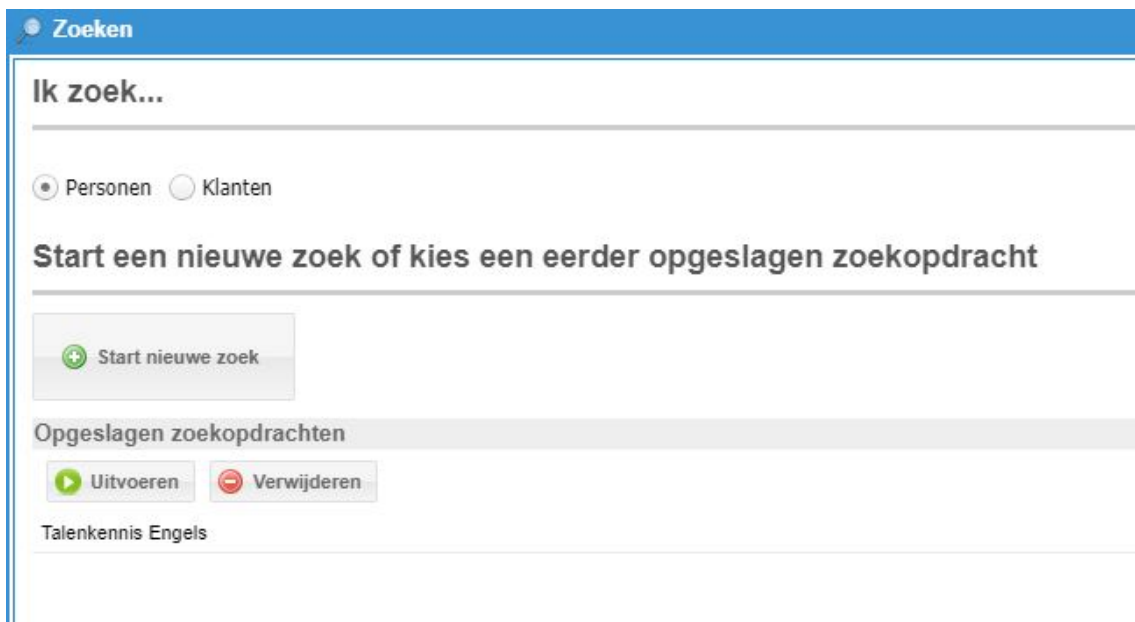 Zoeken
Ik zoek...
Personen Klanten
Start een nieuwe zoek of kies een eerder opgeslagen zoekopdracht
Start nieuwe zoek
Opgeslagen zoekopdrachten
Uitvoeren Verwijderen
Talenkennis Engels